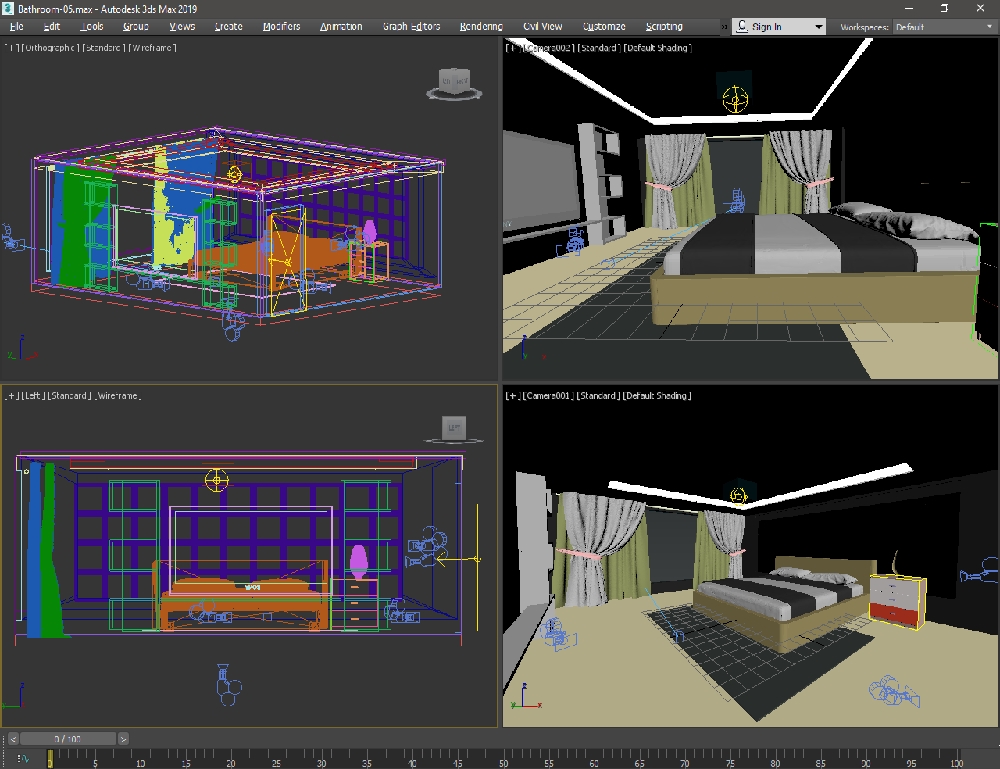 Bathroom-05.max - Autodesk 3ds Max 2019
File Edit Tools Group Views Create Modifiers Animation Graph Editors Rendering Civil View Customize Scripting » Sign In Workspaces: Default
[+] [Orthographic] [Standard] [Wireframe]
[+] [Camera002] [Standard] [Default Shading]
[+] [Left] [Standard] [Wireframe]
LEFT
[+] [Camera001] [Standard] [Default Shading]
< 0 / 100 >
0 5 10 15 20 25 30 35 40 45 50 55 60 65 70 75 80 85 90 95 100